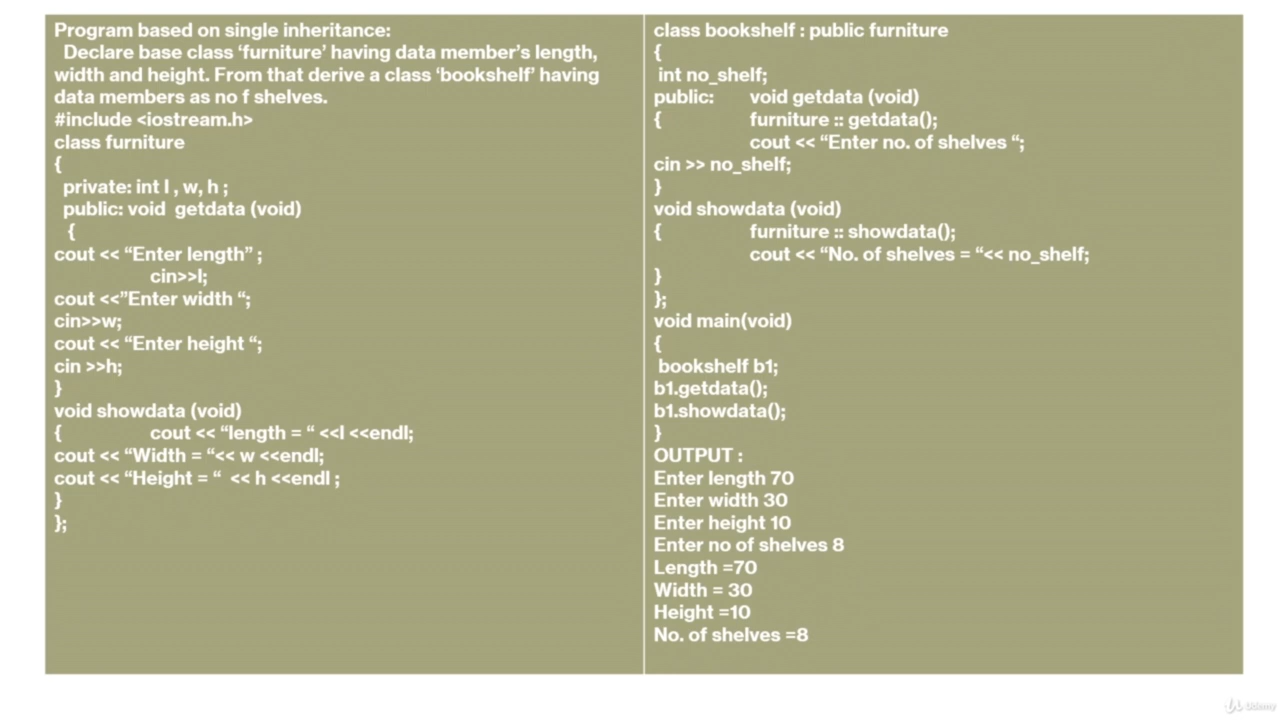 Program based on single inheritance:
Declare base class ‘furniture’ having data member’s length,
width and height. From that derive a class ‘bookshelf’ having
data members as no f shelves.
#include <iostream.h>
class furniture
{
private: int l , w, h ;
public: void getdata (void)
{
cout << “Enter length” ;
cin>>l;
cout <<”Enter width “;
cin>>w;
cout << “Enter height “;
cin >>h;
}
void showdata (void)
{ cout << “length = “ <<l <<endl;
cout << “Width = “<< w <<endl;
cout << “Height = “ << h <<endl ;
}
};
class bookshelf : public furniture
{
int no_shelf;
public: void getdata (void)
{ furniture :: getdata();
cout << “Enter no. of shelves “;
cin >> no_shelf;
}
void showdata (void)
{ furniture :: showdata();
cout << “No. of shelves = “<< no_shelf;
}
};
void main(void)
{
bookshelf b1;
b1.getdata();
b1.showdata();
}
OUTPUT :
Enter length 70
Enter width 30
Enter height 10
Enter no of shelves 8
Length =70
Width = 30
Height =10
No. of shelves =8
Udemy